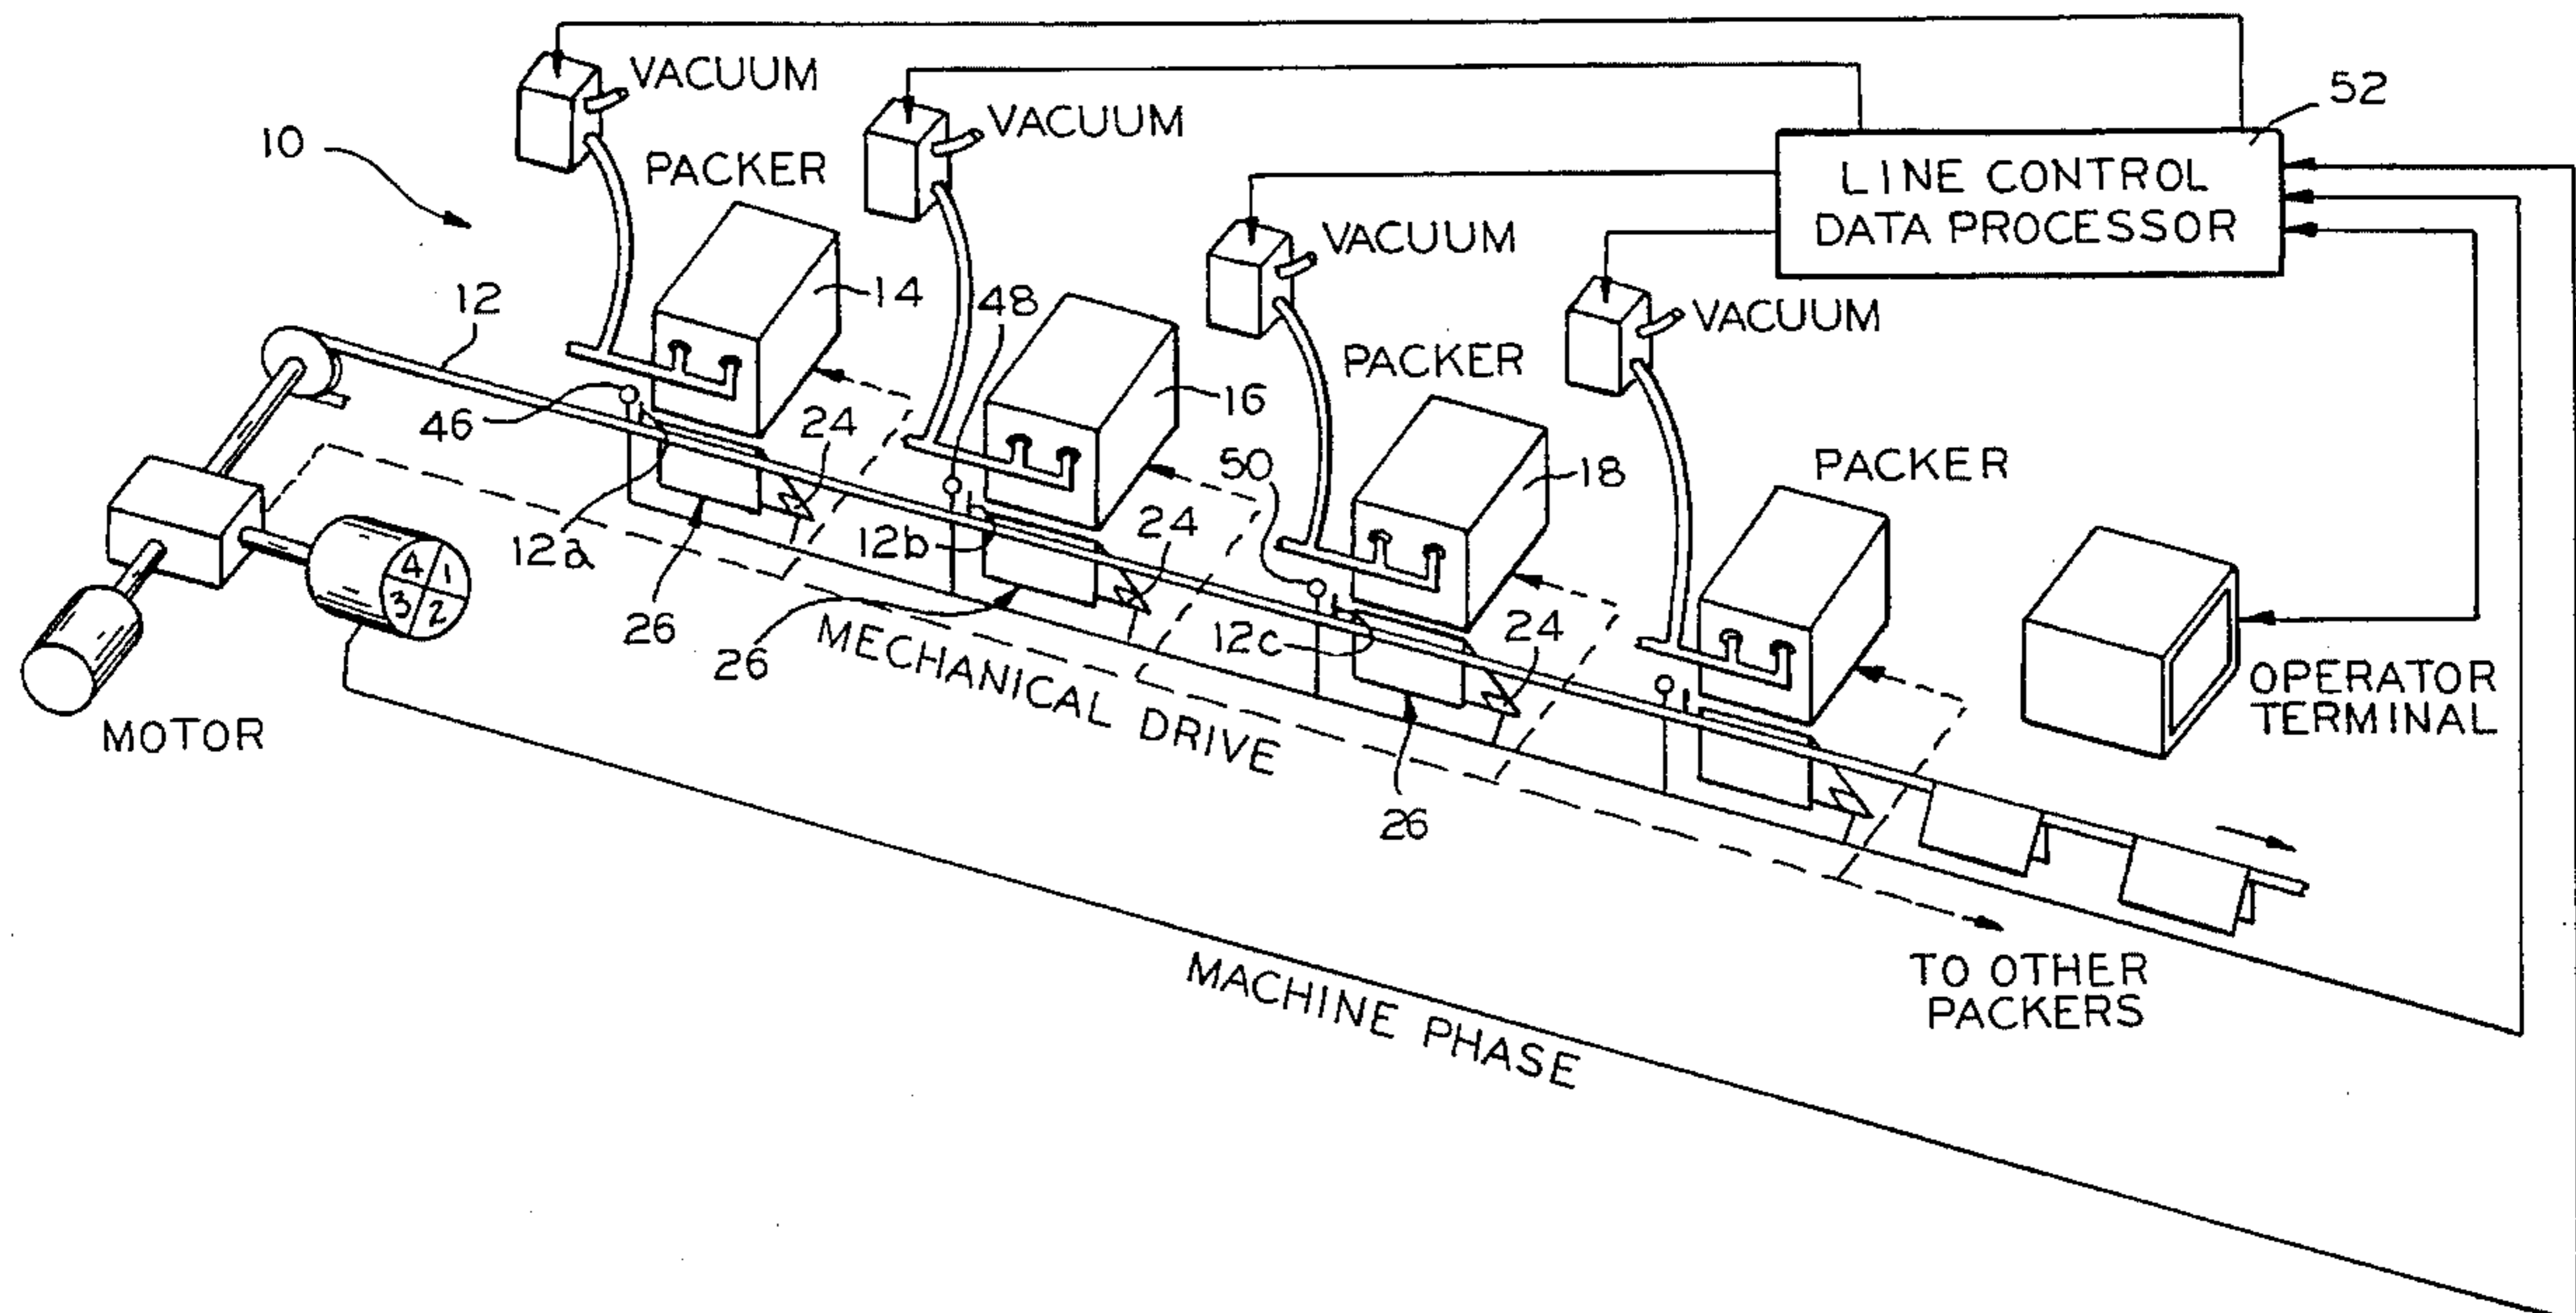 VACUUM
VACUUM
52
10
PACKER
LINE CONTROL
DATA PROCESSOR
VACUUM
12
14
48
VACUUM
PACKER
46
16
24
50
18
PACKER
12a
12b
24
4 1
3 2
26
26
12c
24
MECHANICAL DRIVE
OPERATOR
TERMINAL
MOTOR
26
MACHINE PHASE
TO OTHER
PACKERS